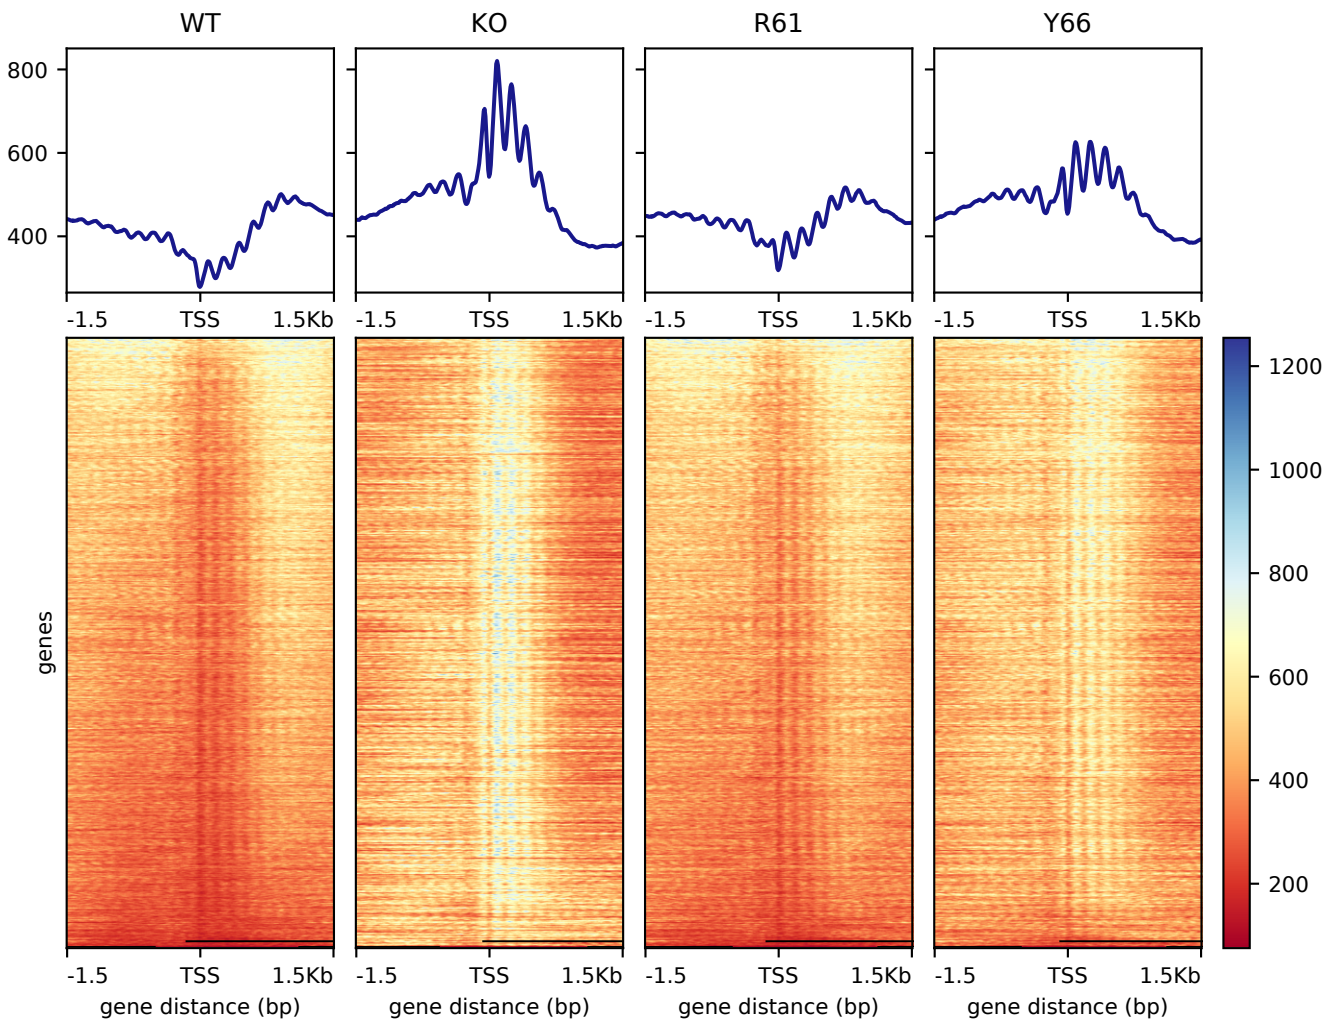 WT KO R61 Y66
800
600
400
-1.5 TSS 1.5Kb -1.5 TSS 1.5Kb -1.5 TSS 1.5Kb -1.5 TSS 1.5Kb
genes
1200
1000
800
600
400
200
-1.5 TSS 1.5Kb -1.5 TSS 1.5Kb -1.5 TSS 1.5Kb -1.5 TSS 1.5Kb
gene distance (bp) gene distance (bp) gene distance (bp) gene distance (bp)